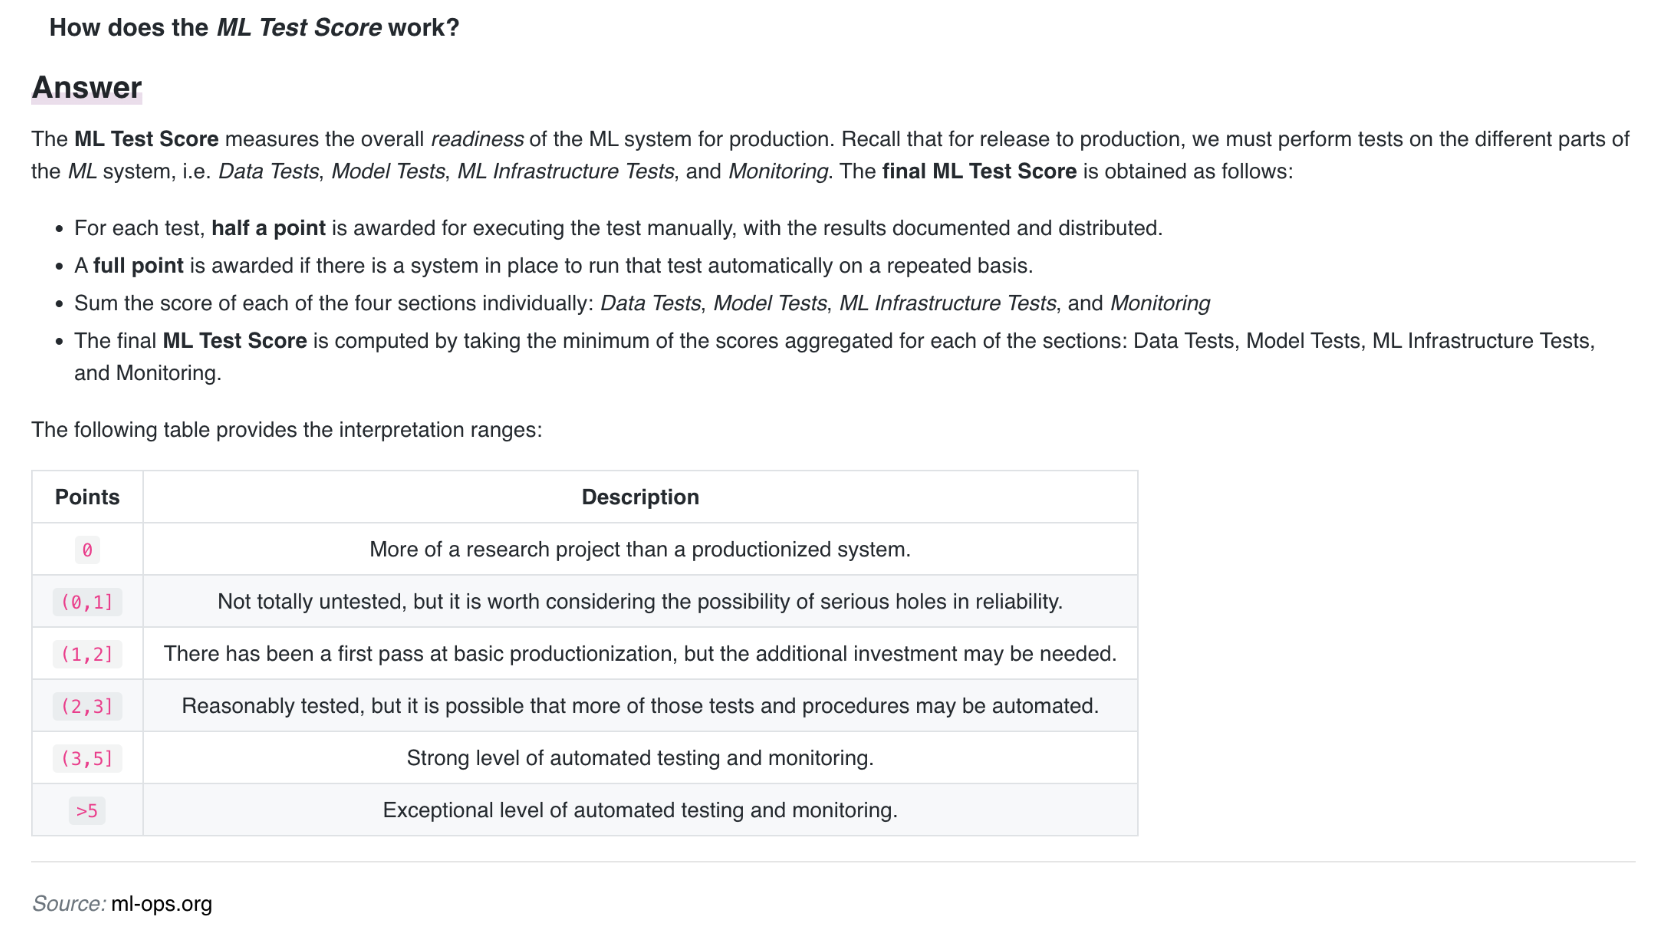 How does the ML Test Score work?
Answer
The ML Test Score measures the overall readiness of the ML system for production. Recall that for release to production, we must perform tests on the different parts of
the ML system, i.e. Data Tests, Model Tests, ML Infrastructure Tests, and Monitoring. The final ML Test Score is obtained as follows:
• For each test, half a point is awarded for executing the test manually, with the results documented and distributed.
• A full point is awarded if there is a system in place to run that test automatically on a repeated basis.
• Sum the score of each of the four sections individually: Data Tests, Model Tests, ML Infrastructure Tests, and Monitoring
• The final ML Test Score is computed by taking the minimum of the scores aggregated for each of the sections: Data Tests, Model Tests, ML Infrastructure Tests,
and Monitoring.
The following table provides the interpretation ranges:
Points Description
0 More of a research project than a productionized system.
(0,1] Not totally untested, but it is worth considering the possibility of serious holes in reliability.
(1,2] There has been a first pass at basic productionization, but the additional investment may be needed.
(2,3] Reasonably tested, but it is possible that more of those tests and procedures may be automated.
(3,5] Strong level of automated testing and monitoring.
>5 Exceptional level of automated testing and monitoring.
Source: ml-ops.org